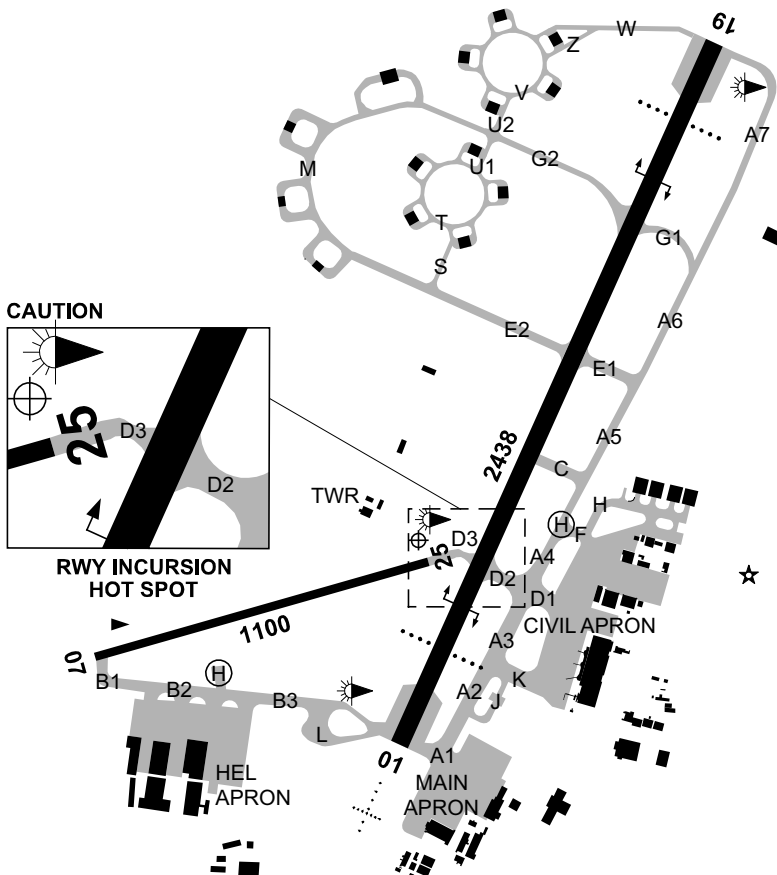 19
W
Z
V
A7
U2
G2
U1
M
T
G1
S
A6
E2
E1
CAUTION
25
D3
D2
RWY INCURSION
HOT SPOT
2438
A5
C
TWR
H
H
F
D3
25
A4
D2
D1
CIVIL APRON
1100
A3
07
H
K
B1
B2
B3
A2
J
L
01
A1
HEL
APRON
MAIN
APRON